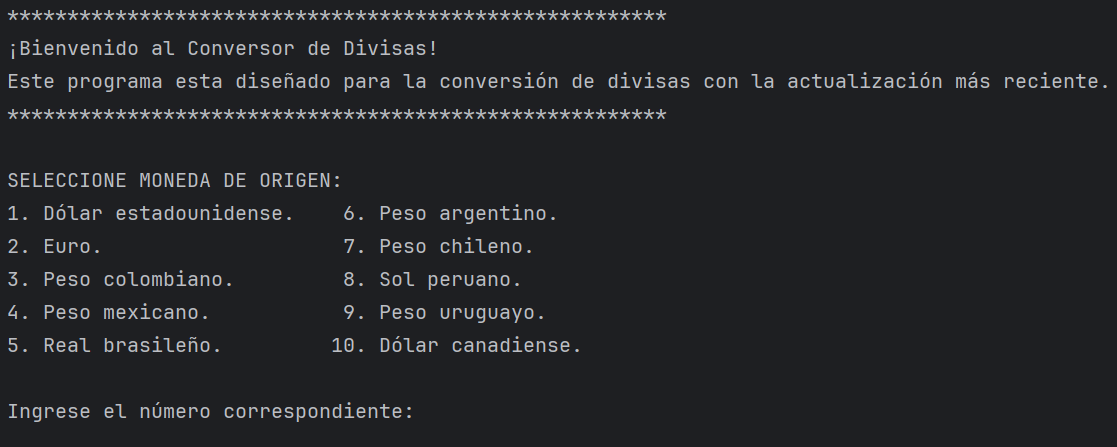 *******************************************************
¡Bienvenido al Conversor de Divisas!
Este programa esta diseñado para la conversión de divisas con la actualización más reciente.
*******************************************************
SELECCIONE MONEDA DE ORIGEN:
1. Dólar estadounidense.    6. Peso argentino.
2. Euro.                    7. Peso chileno.
3. Peso colombiano.         8. Sol peruano.
4. Peso mexicano.           9. Peso uruguayo.
5. Real brasileño.         10. Dólar canadiense.
Ingrese el número correspondiente: